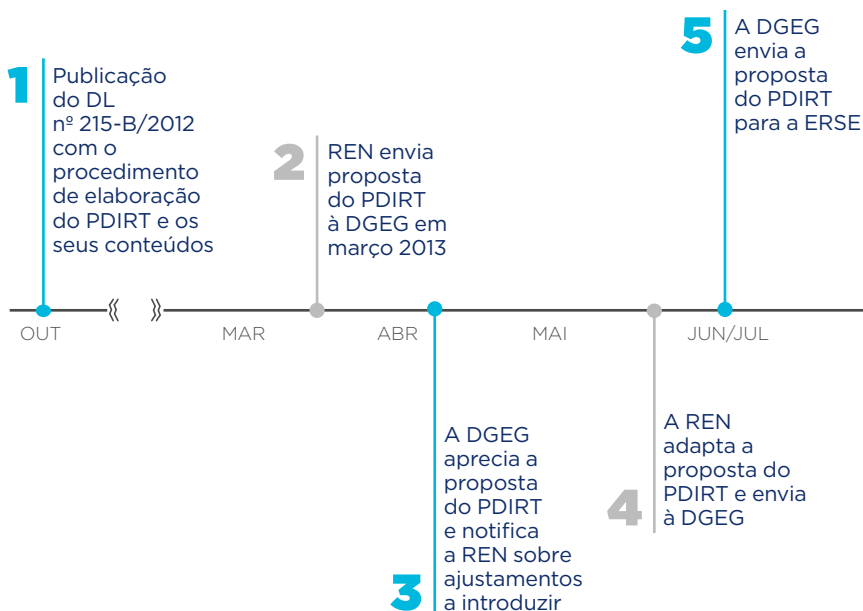 1
Publicação
do DL
nº 215-B/2012
com o
procedimento
de elaboração
do PDIRT e os
seus conteúdos
2
REN envia
proposta
do PDIRT
à DGEG em
março 2013
5
A DGEG
envia a
proposta
do PDIRT
para a ERSE
OUT
MAR
ABR
MAI
JUN/JUL
3
A DGEG
aprecia a
proposta
do PDIRT
e notifica
a REN sobre
ajustamentos
a introduzir
4
A REN
adapta a
proposta do
PDIRT e envia
à DGEG